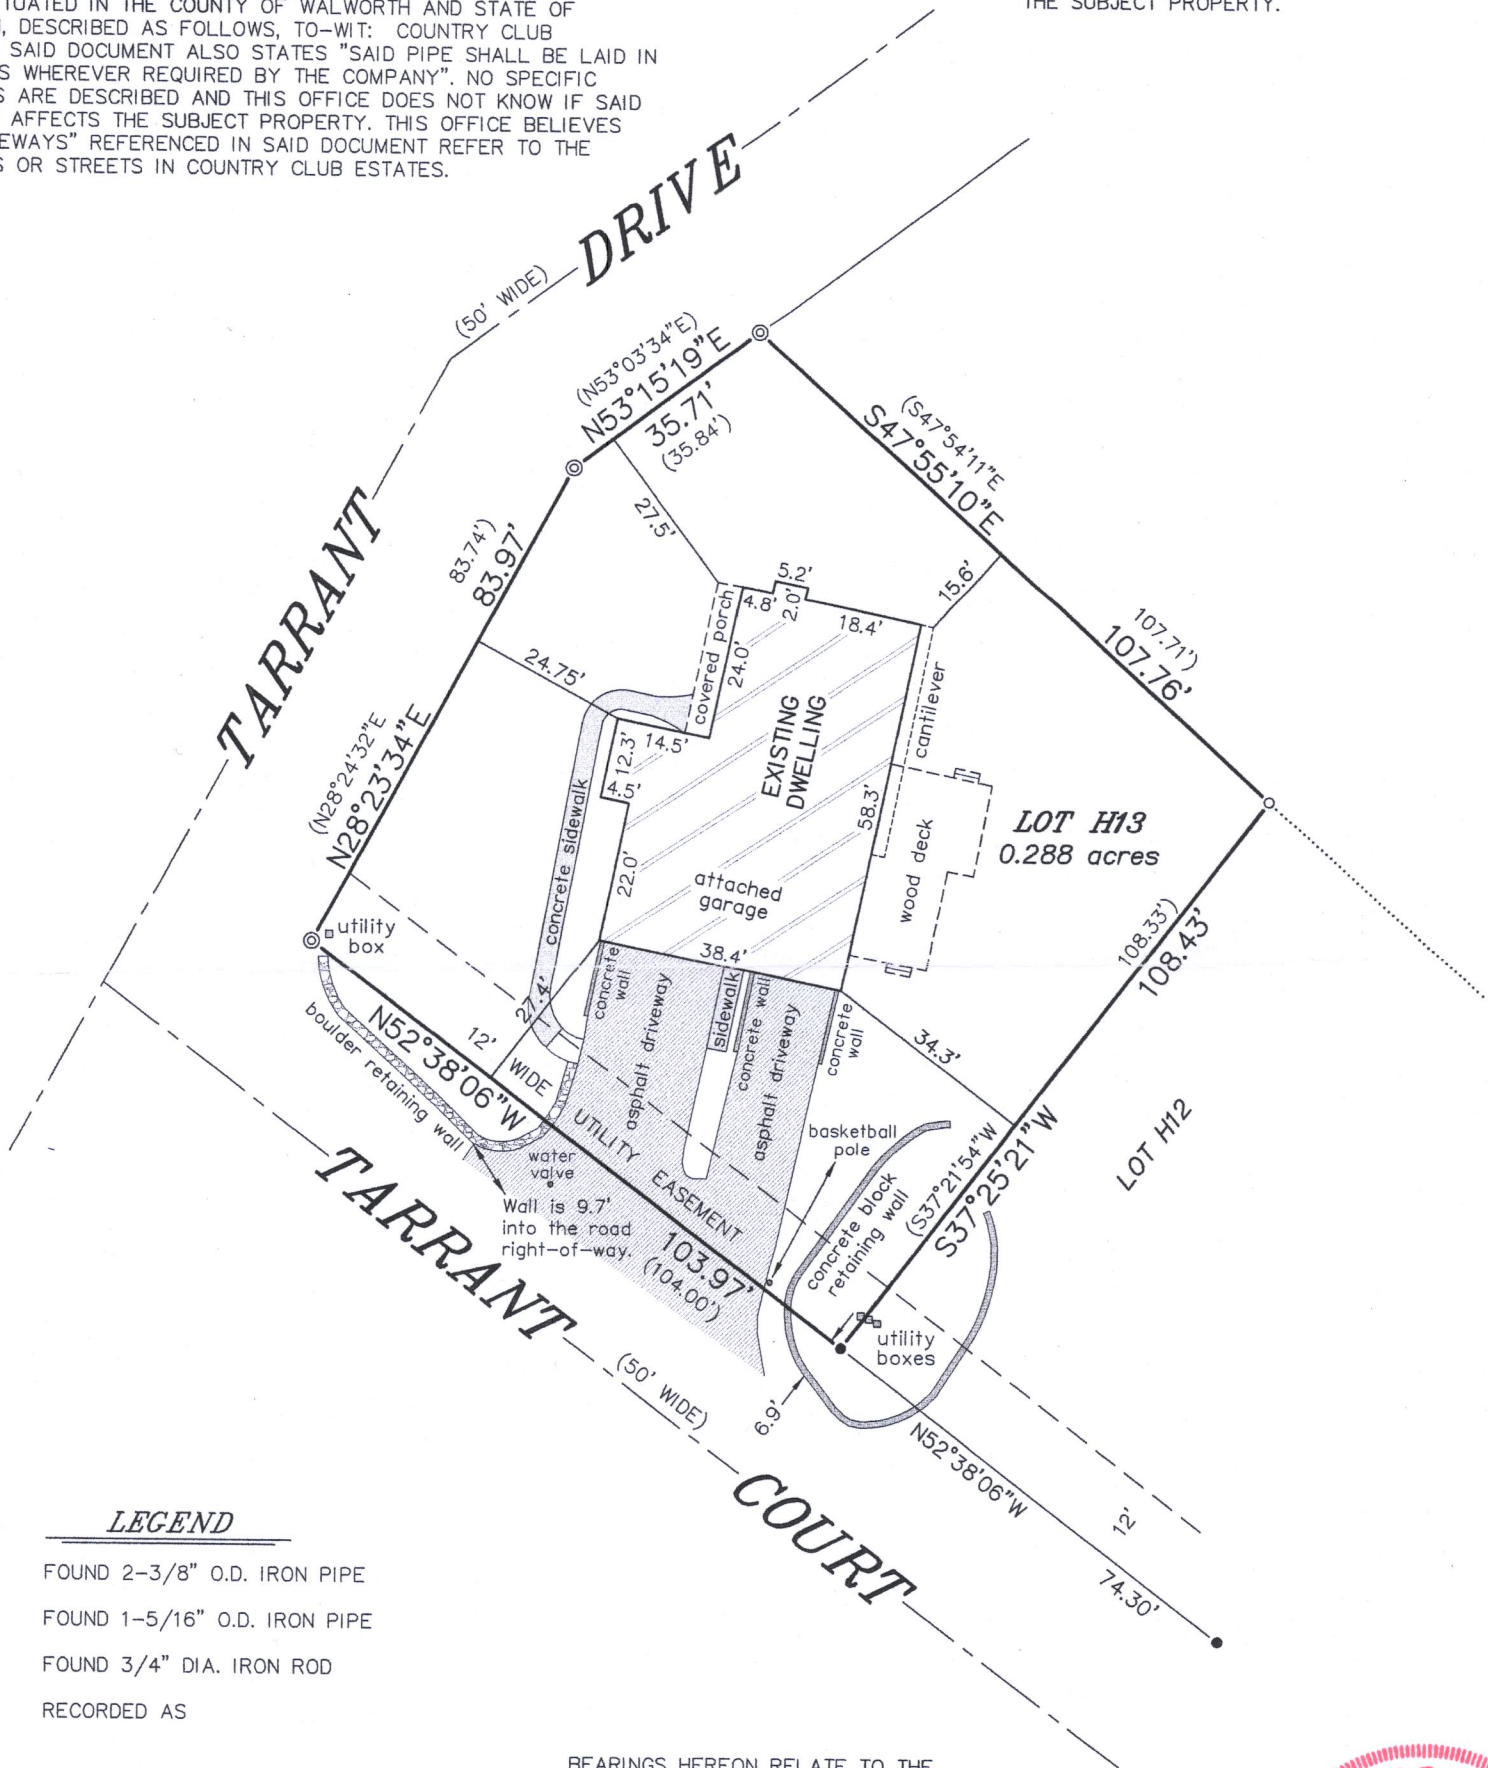 TUATED IN THE COUNTY OF WALWORTH AND STATE OF
, DESCRIBED AS FOLLOWS, TO-WIT: COUNTRY CLUB
SAID DOCUMENT ALSO STATES "SAID PIPE SHALL BE LAID IN
S WHEREVER REQUIRED BY THE COMPANY". NO SPECIFIC
S ARE DESCRIBED AND THIS OFFICE DOES NOT KNOW IF SAID
AFFECTS THE SUBJECT PROPERTY. THIS OFFICE BELIEVES
EWAYS" REFERENCED IN SAID DOCUMENT REFER TO THE
S OR STREETS IN COUNTRY CLUB ESTATES.
THE SUBJECT PROPERTY.
TARRANT
DRIVE
(50' WIDE)
(N53°03'34"E)
N53°15'19"E
35.71'
(35.84')
(S47°54'11"E
S47°55'10"E
107.71')
107.76'
83.74')
83.97'
(N28°24'32"E
N28°23'34"E
27.5'
24.75'
15.6'
5.2'
4.8'
2.0'
18.4'
covered porch
24.0'
14.5'
12.3'
4.5'
22.0'
58.3'
38.4'
EXISTING
DWELLING
attached
garage
cantilever
wood deck
LOT H13
0.288 acres
concrete sidewalk
utility
box
boulder retaining wall
27.4'
concrete
wall
asphalt driveway
sidewalk
concrete wall
asphalt driveway
concrete
wall
34.3'
108.33')
108.43'
(S37°21'54"W
S37°25'21"W
LOT H12
N52°38'06"W
12'
WIDE
UTILITY
EASEMENT
103.97'
(104.00')
water
valve
Wall is 9.7'
into the road
right-of-way.
basketball
pole
concrete block
retaining wall
utility
boxes
6.9'
TARRANT
(50' WIDE)
COURT
N52°38'06"W
12'
74.30'
LEGEND
FOUND 2-3/8" O.D. IRON PIPE
FOUND 1-5/16" O.D. IRON PIPE
FOUND 3/4" DIA. IRON ROD
RECORDED AS
BEARINGS HEREON RELATE TO THE